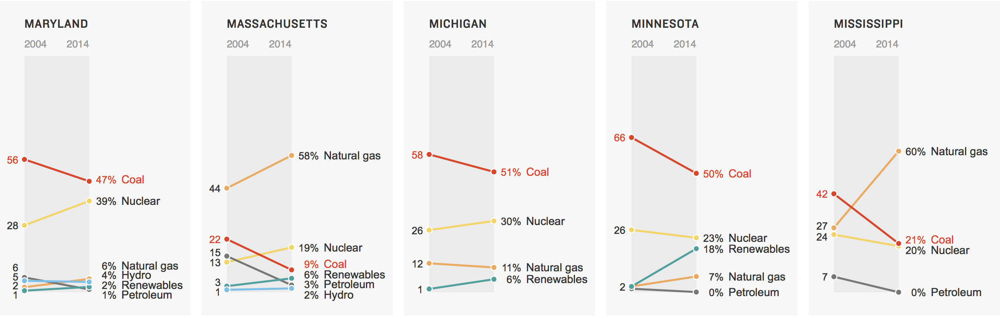 MARYLAND
2004 2014
56
47% Coal
39% Nuclear
28
6
6% Natural gas
5
4% Hydro
2
2% Renewables
1
1% Petroleum
MASSACHUSETTS
2004 2014
58% Natural gas
44
22
19% Nuclear
15
13
9% Coal
6% Renewables
3
3% Petroleum
1
2% Hydro
MICHIGAN
2004 2014
58
51% Coal
30% Nuclear
26
12
11% Natural gas
6% Renewables
1
MINNESOTA
2004 2014
66
50% Coal
26
23% Nuclear
18% Renewables
7% Natural gas
2
0% Petroleum
MISSISSIPPI
2004 2014
60% Natural gas
42
27
24
21% Coal
20% Nuclear
7
0% Petroleum